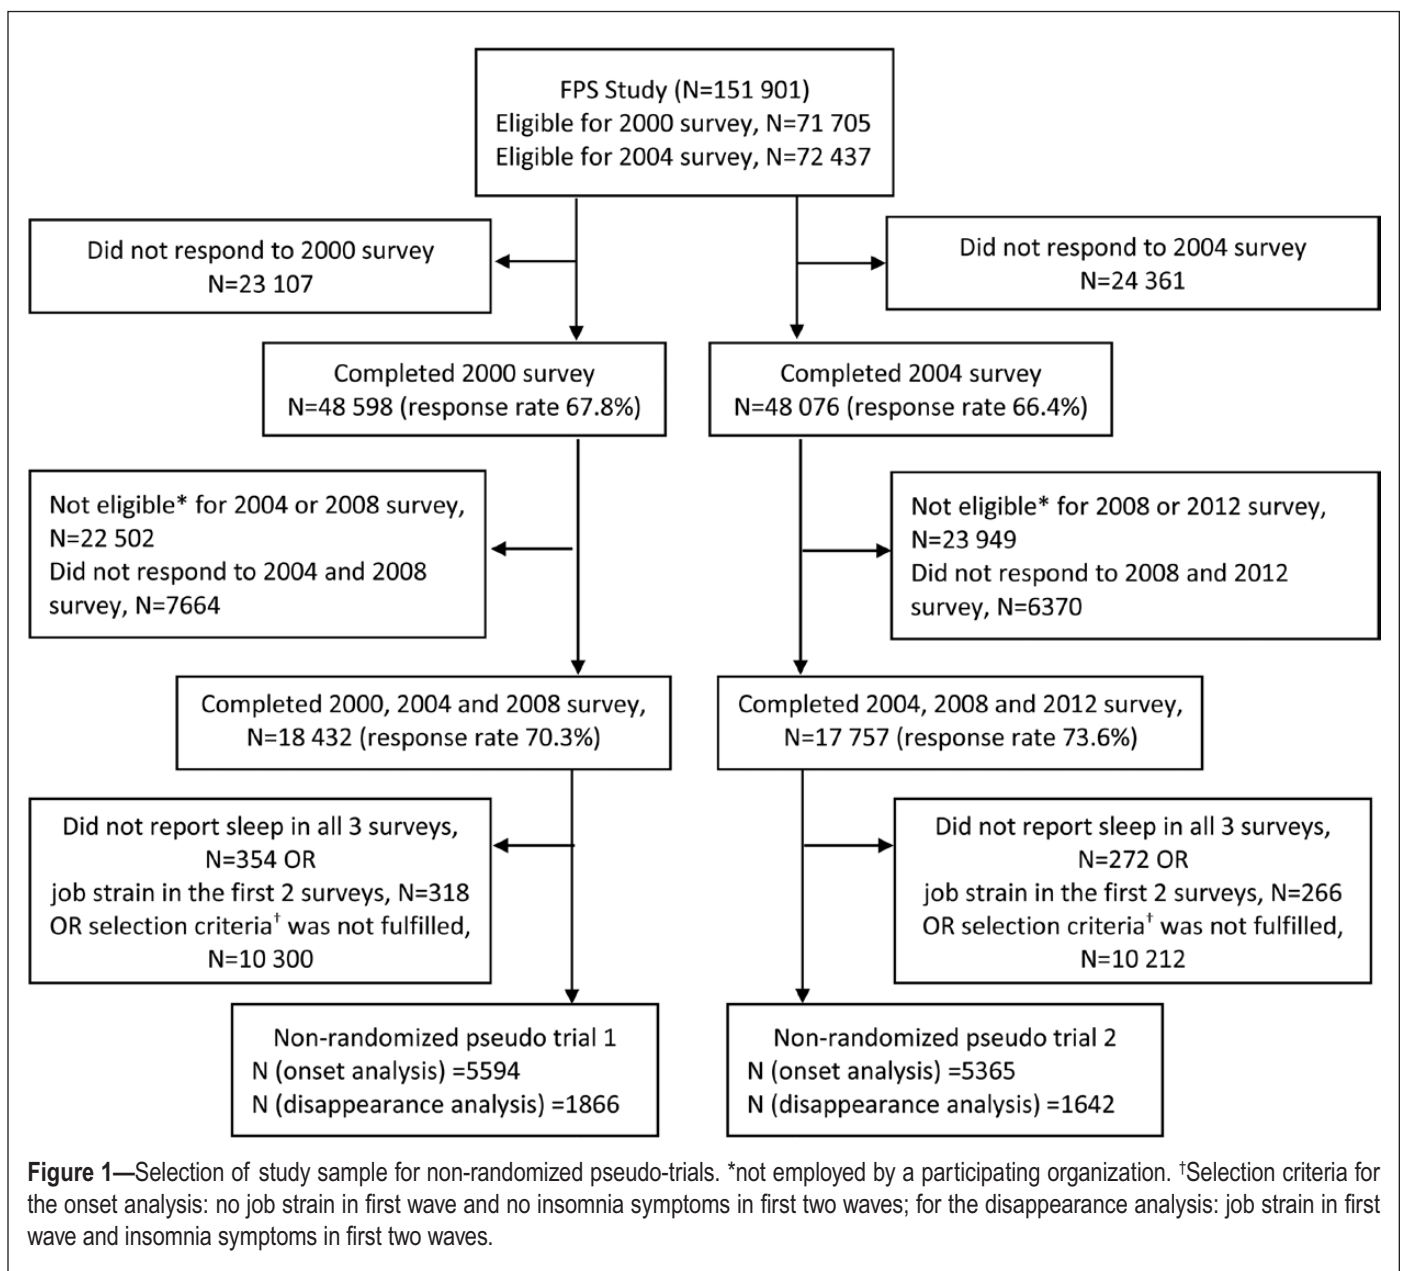 FPS Study (N=151 901)
Eligible for 2000 survey, N=71 705
Eligible for 2004 survey, N=72 437
Did not respond to 2000 survey
N=23 107
Did not respond to 2004 survey
N=24 361
Completed 2000 survey
N=48 598 (response rate 67.8%)
Completed 2004 survey
N=48 076 (response rate 66.4%)
Not eligible* for 2004 or 2008 survey,
N=22 502
Did not respond to 2004 and 2008
survey, N=7664
Not eligible* for 2008 or 2012 survey,
N=23 949
Did not respond to 2008 and 2012
survey, N=6370
Completed 2000, 2004 and 2008 survey,
N=18 432 (response rate 70.3%)
Completed 2004, 2008 and 2012 survey,
N=17 757 (response rate 73.6%)
Did not report sleep in all 3 surveys,
N=354 OR
job strain in the first 2 surveys, N=318
OR selection criteria† was not fulfilled,
N=10 300
Did not report sleep in all 3 surveys,
N=272 OR
job strain in the first 2 surveys, N=266
OR selection criteria† was not fulfilled,
N=10 212
Non-randomized pseudo trial 1
N (onset analysis) =5594
N (disappearance analysis) =1866
Non-randomized pseudo trial 2
N (onset analysis) =5365
N (disappearance analysis) =1642
Figure 1—Selection of study sample for non-randomized pseudo-trials. *not employed by a participating organization. †Selection criteria for
the onset analysis: no job strain in first wave and no insomnia symptoms in first two waves; for the disappearance analysis: job strain in first
wave and insomnia symptoms in first two waves.